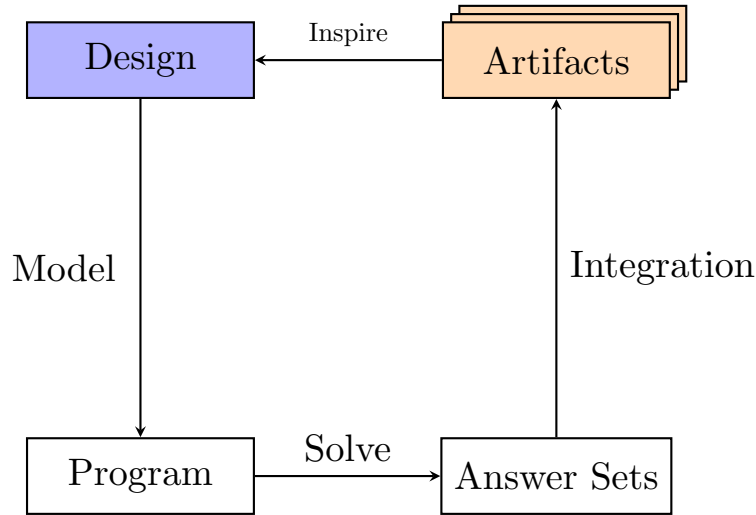 Inspire
Design
Artifacts
Model
Integration
Solve
Program
Answer Sets